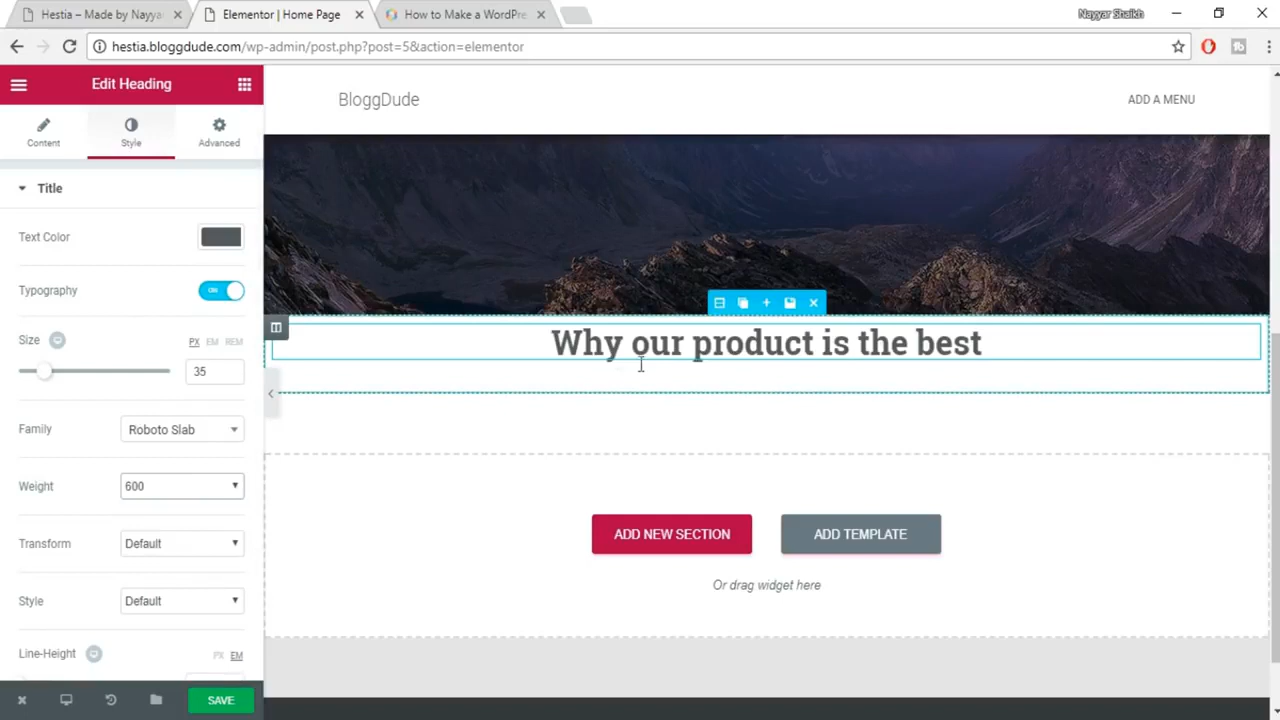 Hestia – Made by Nayya
Elementor | Home Page
How to Make a WordPre
Nayyar Shaikh
hestia.bloggdude.com/wp-admin/post.php?post=5&action=elementor
Edit Heading
BloggDude
ADD A MENU
Content
Style
Advanced
Title
Text Color
Typography
ON
Size
PX EM REM
35
Why our product is the best
Family
Roboto Slab
Weight
600
ADD NEW SECTION
ADD TEMPLATE
Transform
Default
Or drag widget here
Style
Default
Line-Height
PX EM
SAVE